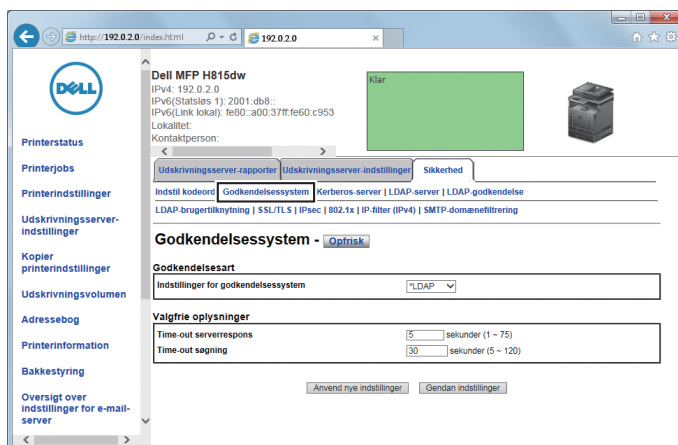 http://192.0.2.0/index.html
192.0.2.0
DELL
Dell MFP H815dw
IPv4: 192.0.2.0
IPv6(Statsløs 1): 2001:db8::
IPv6(Link lokal): fe80::a00:37ff:fe60:c953
Lokalitet:
Kontaktperson:
Klar
Printerstatus
Printerjobs
Printerindstillinger
Udskrivningsserver-
indstillinger
Kopier
printerindstillinger
Udskrivningsvolumen
Adressebog
Printerinformation
Bakkestyring
Oversigt over
indstillinger for e-mail-
server
Udskrivningsserver-rapporter Udskrivningsserver-indstillinger Sikkerhed
Indstil kodeord Godkendelsessystem Kerberos-server | LDAP-server | LDAP-godkendelse
LDAP-brugertilknytning | SSL/TLS | IPsec | 802.1x | IP-filter (IPv4) | SMTP-domænefiltrering
Godkendelsessystem - Opfrisk
Godkendelsesart
Indstillinger for godkendelsessystem *LDAP
Valgfrie oplysninger
Time-out serverrespons 5 sekunder (1 ~ 75)
Time-out søgning 30 sekunder (5 ~ 120)
Anvend nye indstillinger Gendan indstillinger